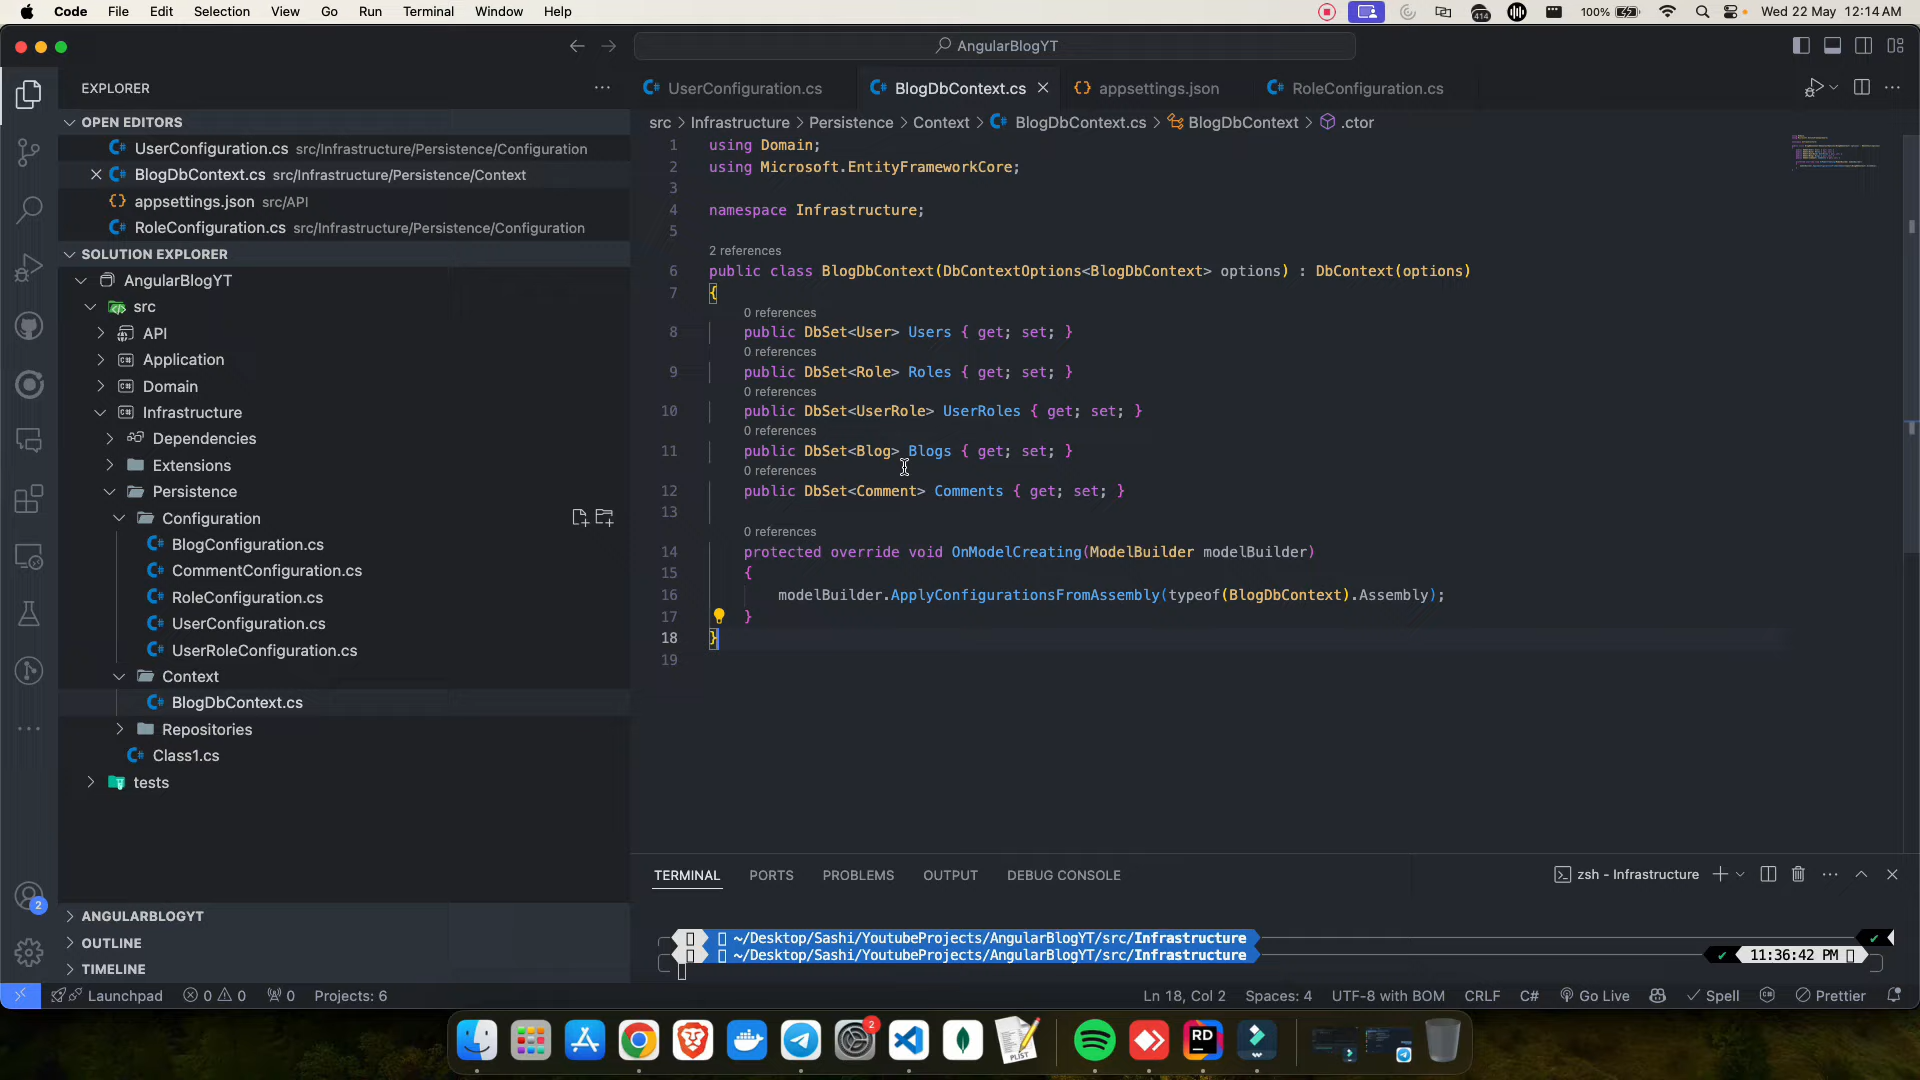 Code File Edit Selection View Go Run Terminal Window Help
414 100% Wed 22 May 12:14 AM
AngularBlogYT
EXPLORER
OPEN EDITORS
UserConfiguration.cs src/Infrastructure/Persistence/Configuration
BlogDbContext.cs src/Infrastructure/Persistence/Context
appsettings.json src/API
RoleConfiguration.cs src/Infrastructure/Persistence/Configuration
SOLUTION EXPLORER
AngularBlogYT
src
API
Application
Domain
Infrastructure
Dependencies
Extensions
Persistence
Configuration
BlogConfiguration.cs
CommentConfiguration.cs
RoleConfiguration.cs
UserConfiguration.cs
UserRoleConfiguration.cs
Context
BlogDbContext.cs
Repositories
Class1.cs
tests
ANGULARBLOGYT
OUTLINE
TIMELINE
2
UserConfiguration.cs BlogDbContext.cs appsettings.json RoleConfiguration.cs
src > Infrastructure > Persistence > Context > BlogDbContext.cs > BlogDbContext > .ctor
1 using Domain;
2 using Microsoft.EntityFrameworkCore;
3
4 namespace Infrastructure;
5
2 references
6 public class BlogDbContext(DbContextOptions<BlogDbContext> options) : DbContext(options)
7 {
0 references
8 public DbSet<User> Users { get; set; }
0 references
9 public DbSet<Role> Roles { get; set; }
0 references
10 public DbSet<UserRole> UserRoles { get; set; }
0 references
11 public DbSet<Blog> Blogs { get; set; }
0 references
12 public DbSet<Comment> Comments { get; set; }
13
0 references
14 protected override void OnModelCreating(ModelBuilder modelBuilder)
15 {
16 modelBuilder.ApplyConfigurationsFromAssembly(typeof(BlogDbContext).Assembly);
17 }
18 }
19
TERMINAL PORTS PROBLEMS OUTPUT DEBUG CONSOLE
zsh - Infrastructure
~/Desktop/Sashi/YoutubeProjects/AngularBlogYT/src/Infrastructure
~/Desktop/Sashi/YoutubeProjects/AngularBlogYT/src/Infrastructure 11:36:42 PM
Launchpad 0 0 0 Projects: 6 Ln 18, Col 2 Spaces: 4 UTF-8 with BOM CRLF C# Go Live Spell Prettier
2
PLIST
RD